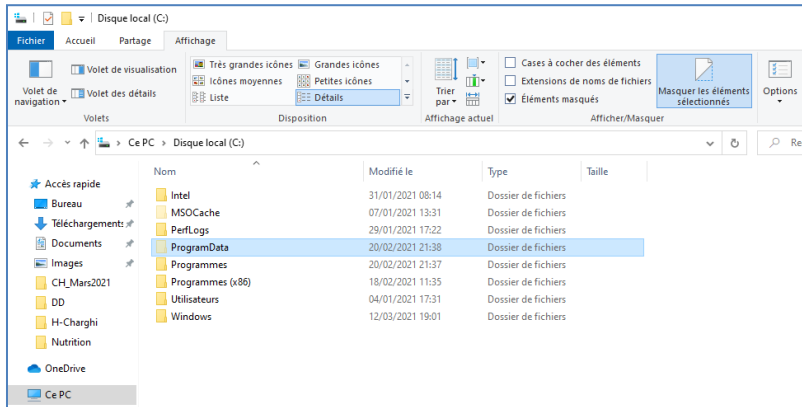 Disque local (C:)
Fichier Accueil Partage Affichage
Volet de navigation
Volet de visualisation
Volet des détails
Volets
Très grandes icônes Grandes icônes
Icônes moyennes Petites icônes
Liste Détails
Disposition
Trier par
Affichage actuel
Cases à cocher des éléments
Extensions de noms de fichiers
Éléments masqués
Masquer les éléments sélectionnés
Afficher/Masquer
Options
Ce PC > Disque local (C:)
Re
Nom Modifié le Type Taille
Accès rapide
Bureau
Téléchargements
Documents
Images
CH_Mars2021
DD
H-Charghi
Nutrition
OneDrive
Ce PC
Intel 31/01/2021 08:14 Dossier de fichiers
MSOCache 07/01/2021 13:31 Dossier de fichiers
PerfLogs 29/01/2021 17:22 Dossier de fichiers
ProgramData 20/02/2021 21:38 Dossier de fichiers
Programmes 20/02/2021 21:37 Dossier de fichiers
Programmes (x86) 18/02/2021 11:35 Dossier de fichiers
Utilisateurs 04/01/2021 17:31 Dossier de fichiers
Windows 12/03/2021 19:01 Dossier de fichiers